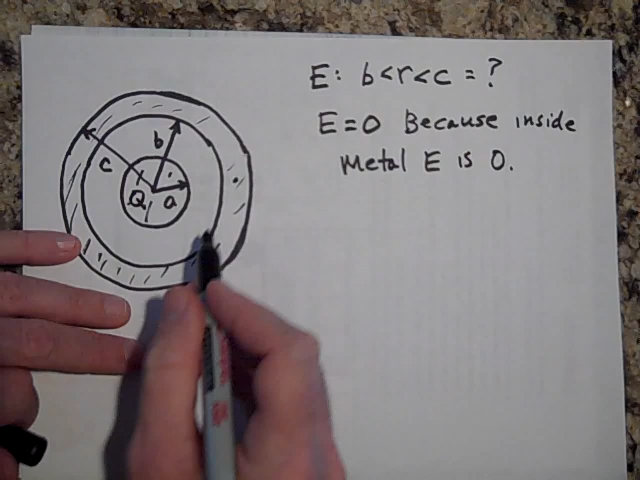 E: b<r<c = ?
E=0 Because inside
Metal E is 0.
b
c
Q
a